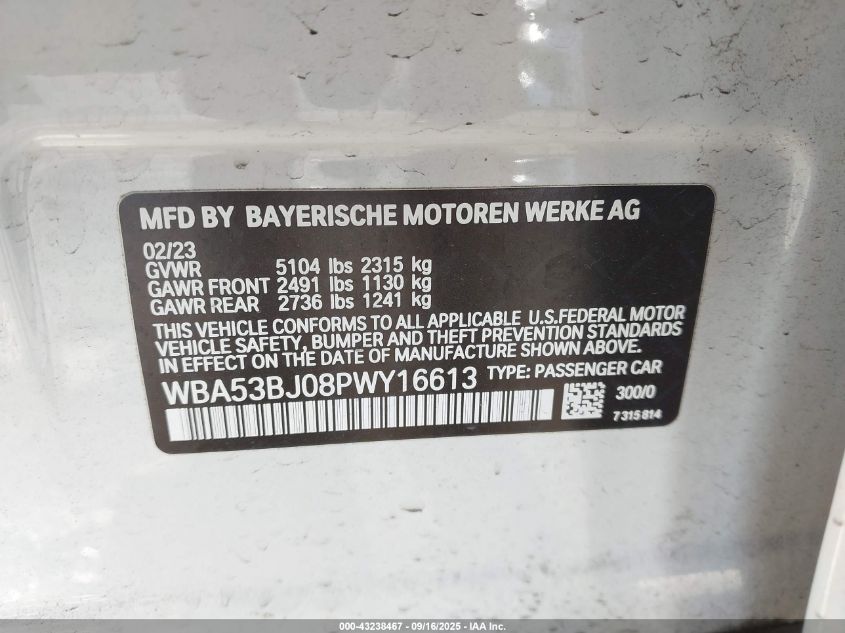 MFD BY BAYERISCHE MOTOREN WERKE AG
02/23
GVWR 5104 lbs 2315 kg
GAWR FRONT 2491 lbs 1130 kg
GAWR REAR 2736 lbs 1241 kg
THIS VEHICLE CONFORMS TO ALL APPLICABLE U.S.FEDERAL MOTOR
VEHICLE SAFETY, BUMPER AND THEFT PREVENTION STANDARDS
IN EFFECT ON THE DATE OF MANUFACTURE SHOWN ABOVE.
WBA53BJ08PWY16613 TYPE: PASSENGER CAR
300/0
7315814
000-43238467 - 09/16/2025 - IAA Inc.